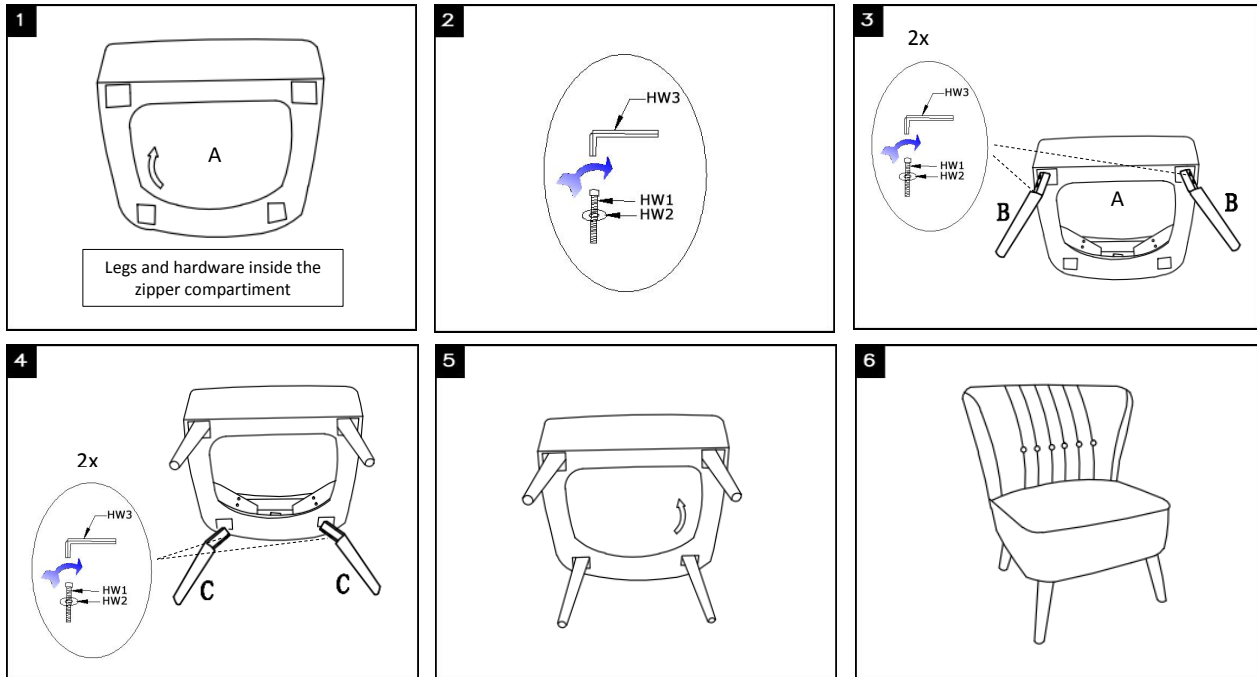 1
A
Legs and hardware inside the
zipper compartiment
2
HW3
HW1
HW2
3
2x
HW3
HW1
HW2
B
A
B
4
2x
HW3
HW1
HW2
C
C
5
6